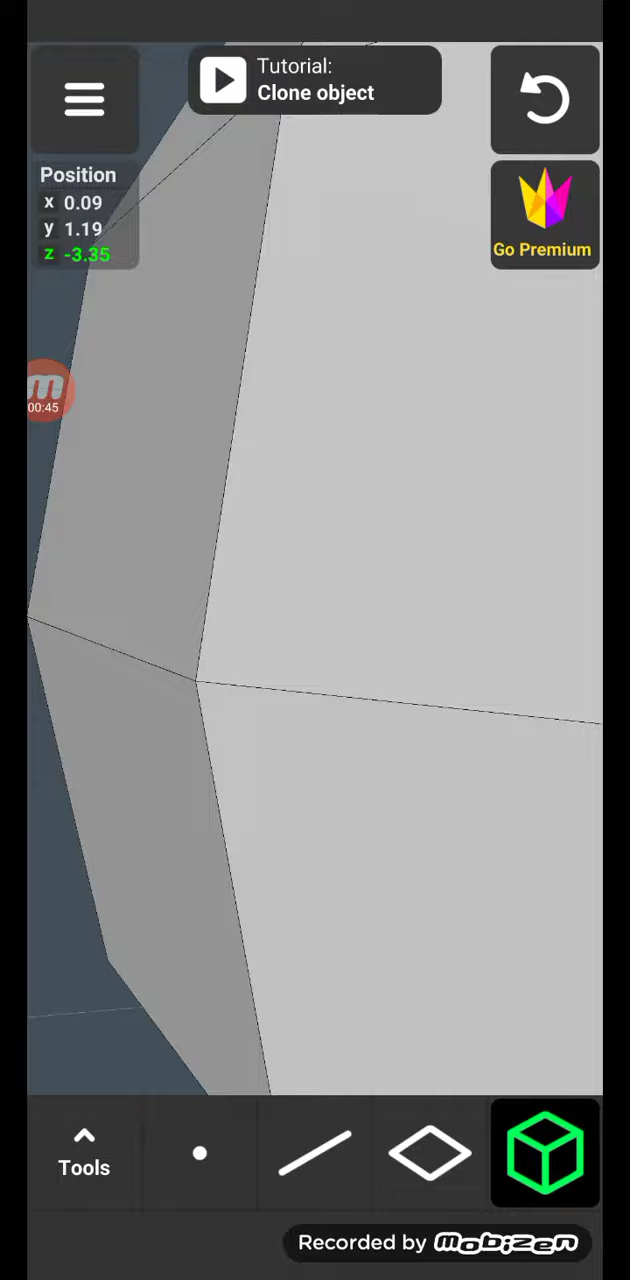 Tutorial:
Clone object
Position
x 0.09
y 1.19
z -3.35
Go Premium
00:45
Tools
Recorded by mobizen